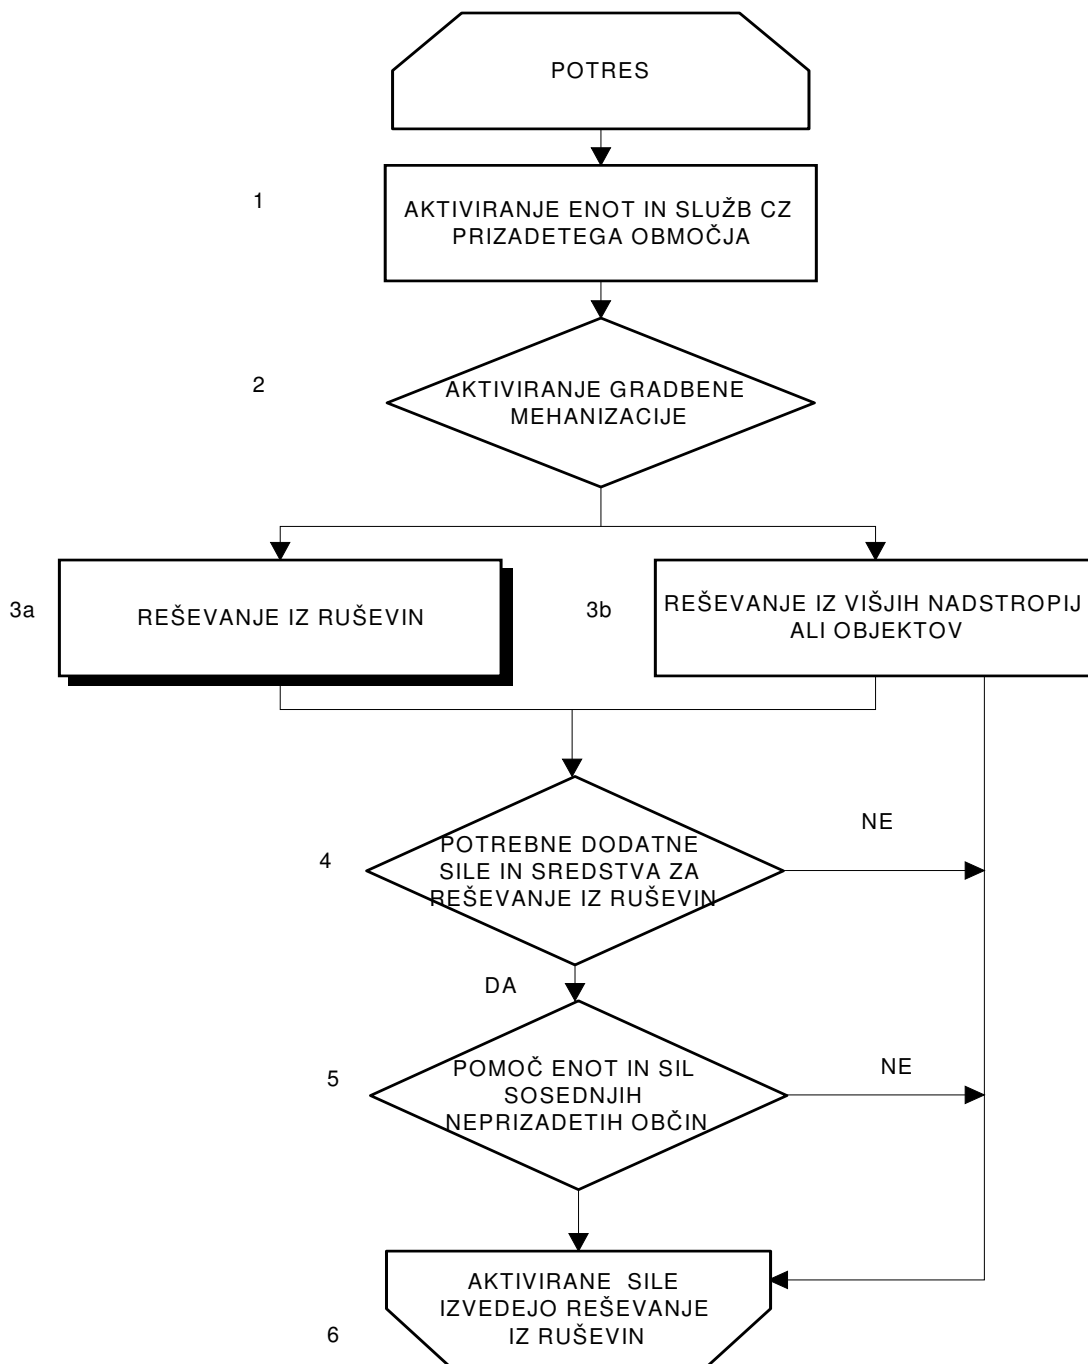 POTRES
1
AKTIVIRANJE ENOT IN SLUŽB CZ
PRIZADETEGA OBMOČJA
2
AKTIVIRANJE GRADBENE
MEHANIZACIJE
3a
REŠEVANJE IZ RUŠEVIN
3b
REŠEVANJE IZ VIŠJIH NADSTROPIJ
ALI OBJEKTOV
4
POTREBNE DODATNE
SILE IN SREDSTVA ZA
REŠEVANJE IZ RUŠEVIN
NE
DA
5
POMOČ ENOT IN SIL
SOSEDNJIH
NEPRIZADETIH OBČIN
NE
6
AKTIVIRANE SILE
IZVEDEJO REŠEVANJE
IZ RUŠEVIN